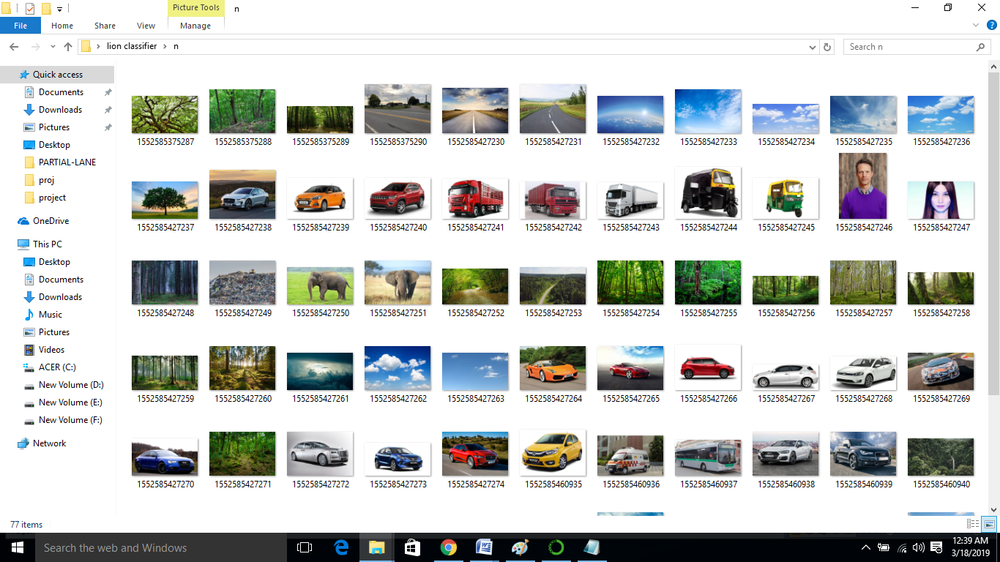 Picture Tools
n
File
Home
Share
View
Manage
lion classifier
n
Search n
Quick access
Documents
Downloads
Pictures
Desktop
PARTIAL-LANE
proj
project
OneDrive
This PC
Desktop
Documents
Downloads
Music
Pictures
Videos
ACER (C:)
New Volume (D:)
New Volume (E:)
New Volume (F:)
Network
1552585375287 1552585375288 1552585375289 1552585375290 1552585427230 1552585427231 1552585427232 1552585427233 1552585427234 1552585427235 1552585427236
1552585427237 1552585427238 1552585427239 1552585427240 1552585427241 1552585427242 1552585427243 1552585427244 1552585427245 1552585427246 1552585427247
1552585427248 1552585427249 1552585427250 1552585427251 1552585427252 1552585427253 1552585427254 1552585427255 1552585427256 1552585427257 1552585427258
1552585427259 1552585427260 1552585427261 1552585427262 1552585427263 1552585427264 1552585427265 1552585427266 1552585427267 1552585427268 1552585427269
1552585427270 1552585427271 1552585427272 1552585427273 1552585427274 1552585460935 1552585460936 1552585460937 1552585460938 1552585460939 1552585460940
77 items
Search the web and Windows
12:39 AM
3/18/2019